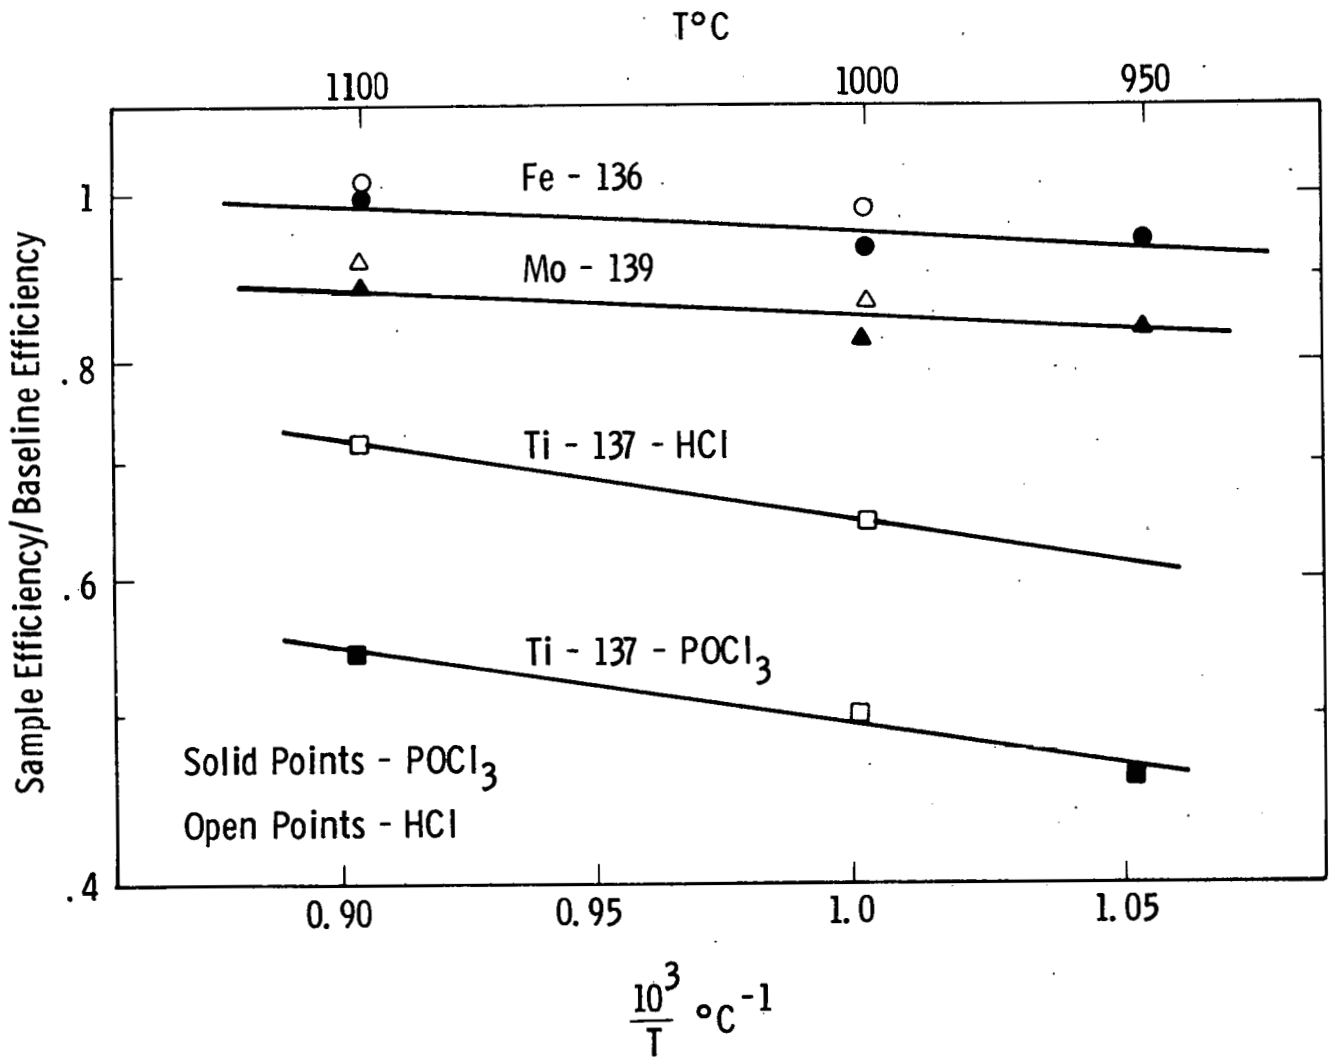 T°C
1100 1000 950
Fe - 136
1
Mo - 139
.8
Ti - 137 - HCl
.6
Ti - 137 - POCl3
Solid Points - POCl3
Open Points - HCl
.4
0.90 0.95 1.0 1.05
10^3/T °C^-1
Sample Efficiency/Baseline Efficiency